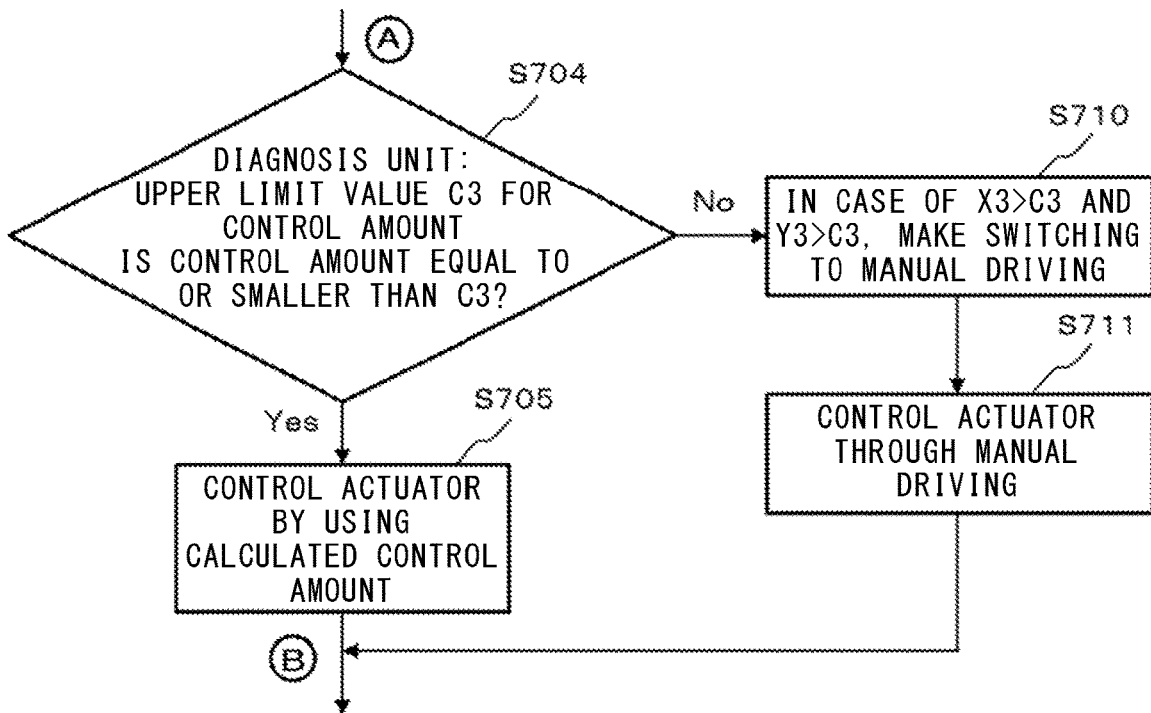 A
S704
DIAGNOSIS UNIT:
UPPER LIMIT VALUE C3 FOR
CONTROL AMOUNT
IS CONTROL AMOUNT EQUAL TO
OR SMALLER THAN C3?
No
S710
IN CASE OF X3>C3 AND
Y3>C3, MAKE SWITCHING
TO MANUAL DRIVING
S711
CONTROL ACTUATOR
THROUGH MANUAL
DRIVING
Yes
S705
CONTROL ACTUATOR
BY USING
CALCULATED CONTROL
AMOUNT
B